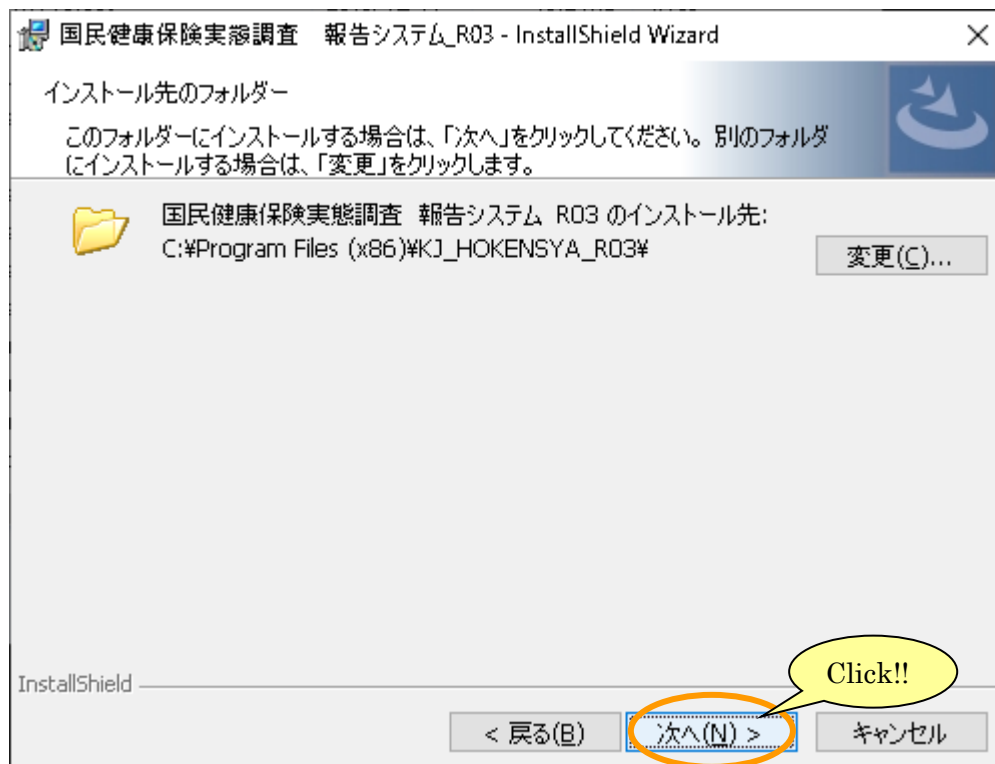 国民健康保険実態調査　報告システム_R03 - InstallShield Wizard
インストール先のフォルダー
このフォルダーにインストールする場合は、「次へ」をクリックしてください。別のフォルダ
にインストールする場合は、「変更」をクリックします。
国民健康保険実態調査　報告システム R03 のインストール先:
C:¥Program Files (x86)¥KJ_HOKENSYA_R03¥
変更(C)...
Click!!
InstallShield
< 戻る(B)
次へ(N) >
キャンセル